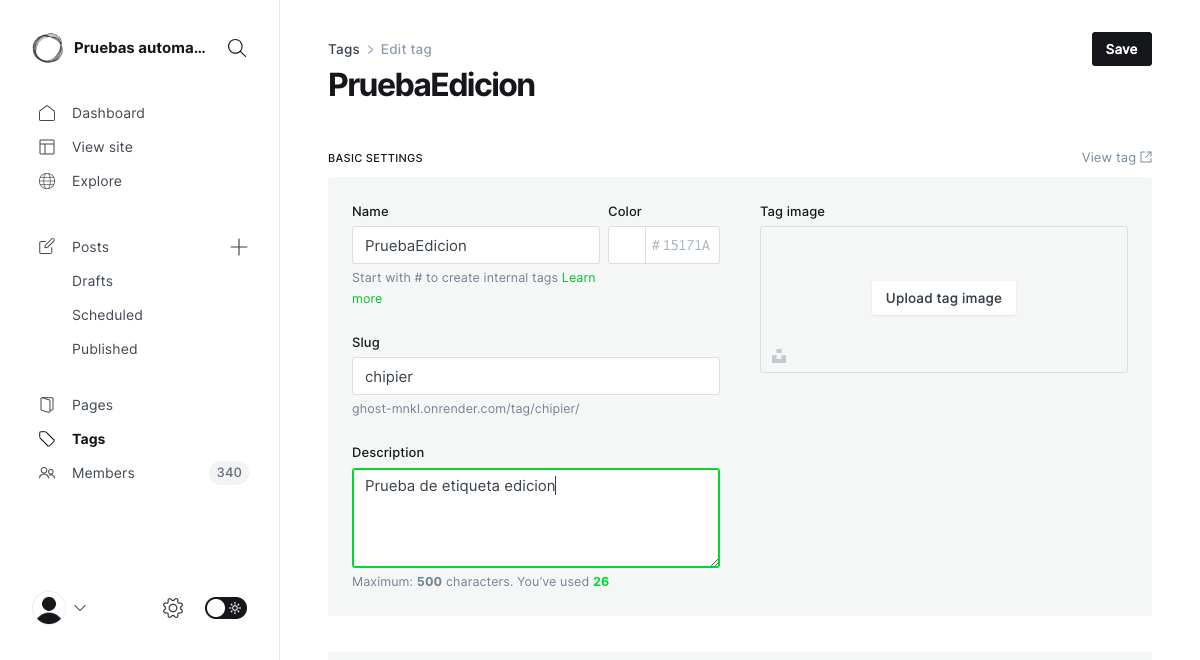 Pruebas automa...
Dashboard
View site
Explore
Posts
Drafts
Scheduled
Published
Pages
Tags
Members 340
Tags > Edit tag
Save
PruebaEdicion
BASIC SETTINGS
View tag
Name
PruebaEdicion
Start with # to create internal tags Learn
more
Color
# 15171A
Slug
chipier
ghost-mnkl.onrender.com/tag/chipier/
Description
Prueba de etiqueta edicion
Maximum: 500 characters. You’ve used 26
Tag image
Upload tag image